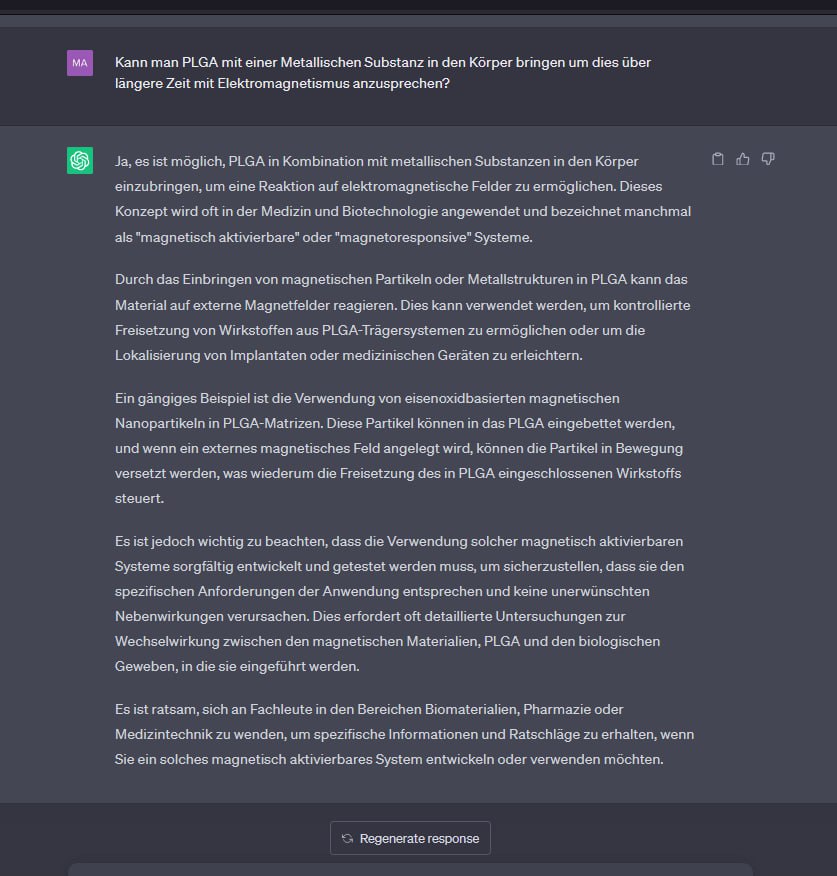 MA
Kann man PLGA mit einer Metallischen Substanz in den Körper bringen um dies über
längere Zeit mit Elektromagnetismus anzusprechen?
Ja, es ist möglich, PLGA in Kombination mit metallischen Substanzen in den Körper
einzubringen, um eine Reaktion auf elektromagnetische Felder zu ermöglichen. Dieses
Konzept wird oft in der Medizin und Biotechnologie angewendet und bezeichnet manchmal
als "magnetisch aktivierbare" oder "magnetoresponsive" Systeme.
Durch das Einbringen von magnetischen Partikeln oder Metallstrukturen in PLGA kann das
Material auf externe Magnetfelder reagieren. Dies kann verwendet werden, um kontrollierte
Freisetzung von Wirkstoffen aus PLGA-Trägersystemen zu ermöglichen oder um die
Lokalisierung von Implantaten oder medizinischen Geräten zu erleichtern.
Ein gängiges Beispiel ist die Verwendung von eisenoxidbasierten magnetischen
Nanopartikeln in PLGA-Matrizen. Diese Partikel können in das PLGA eingebettet werden,
und wenn ein externes magnetisches Feld angelegt wird, können die Partikel in Bewegung
versetzt werden, was wiederum die Freisetzung des in PLGA eingeschlossenen Wirkstoffs
steuert.
Es ist jedoch wichtig zu beachten, dass die Verwendung solcher magnetisch aktivierbaren
Systeme sorgfältig entwickelt und getestet werden muss, um sicherzustellen, dass sie den
spezifischen Anforderungen der Anwendung entsprechen und keine unerwünschten
Nebenwirkungen verursachen. Dies erfordert oft detaillierte Untersuchungen zur
Wechselwirkung zwischen den magnetischen Materialien, PLGA und den biologischen
Geweben, in die sie eingeführt werden.
Es ist ratsam, sich an Fachleute in den Bereichen Biomaterialien, Pharmazie oder
Medizintechnik zu wenden, um spezifische Informationen und Ratschläge zu erhalten, wenn
Sie ein solches magnetisch aktivierbares System entwickeln oder verwenden möchten.
Regenerate response